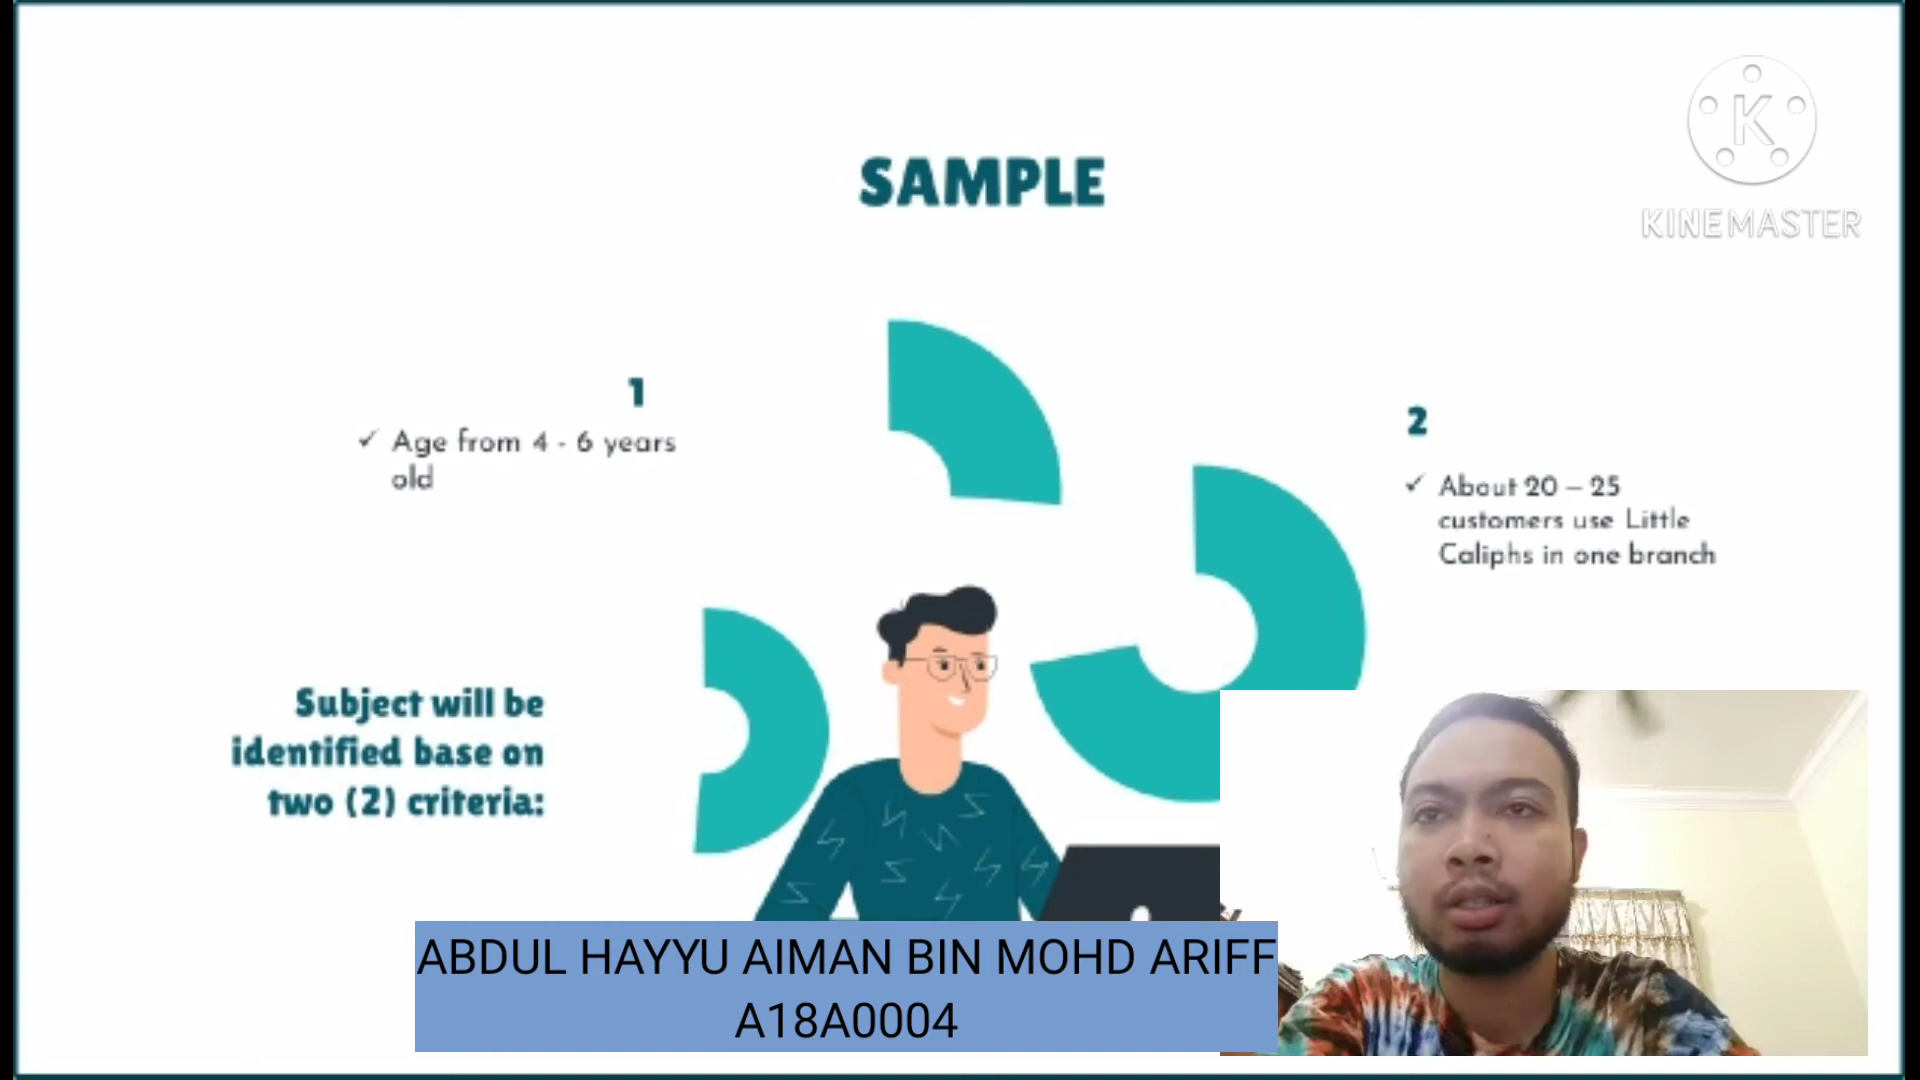 K
KINEMASTER
SAMPLE
1
✓ Age from 4 - 6 years
old
2
✓ About 20 – 25
customers use Little
Caliphs in one branch
Subject will be
identified base on
two (2) criteria:
ABDUL HAYYU AIMAN BIN MOHD ARIFF
A18A0004